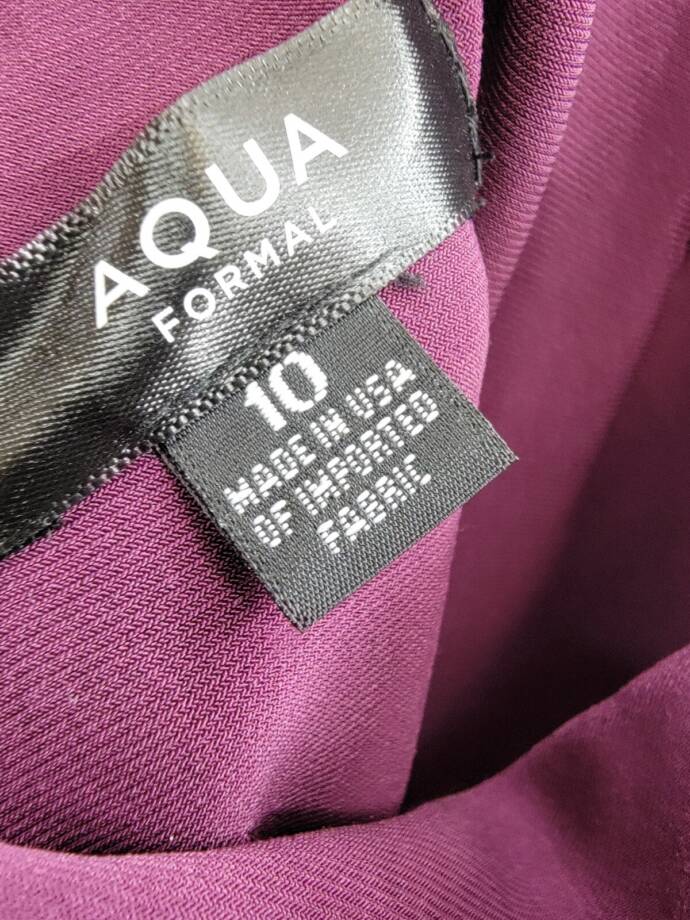 AQUA
FORMAL
10
MADE IN USA
OF IMPORTED
FABRIC